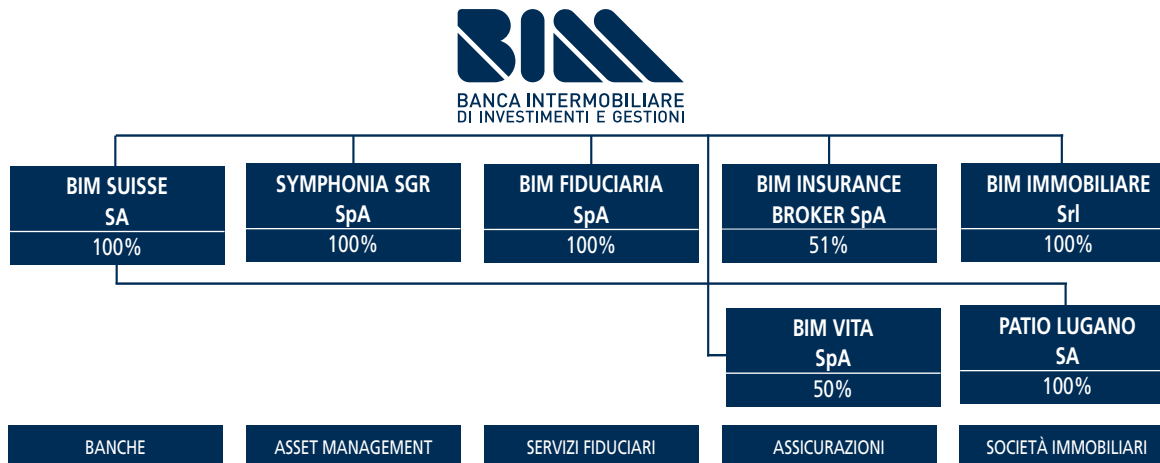 BIM
BANCA INTERMOBILIARE
DI INVESTIMENTI E GESTIONI
BIM SUISSE
SA
100%
SYMPHONIA SGR
SpA
100%
BIM FIDUCIARIA
SpA
100%
BIM INSURANCE
BROKER SpA
51%
BIM IMMOBILIARE
Srl
100%
BIM VITA
SpA
50%
PATIO LUGANO
SA
100%
BANCHE
ASSET MANAGEMENT
SERVIZI FIDUCIARI
ASSICURAZIONI
SOCIETÀ IMMOBILIARI